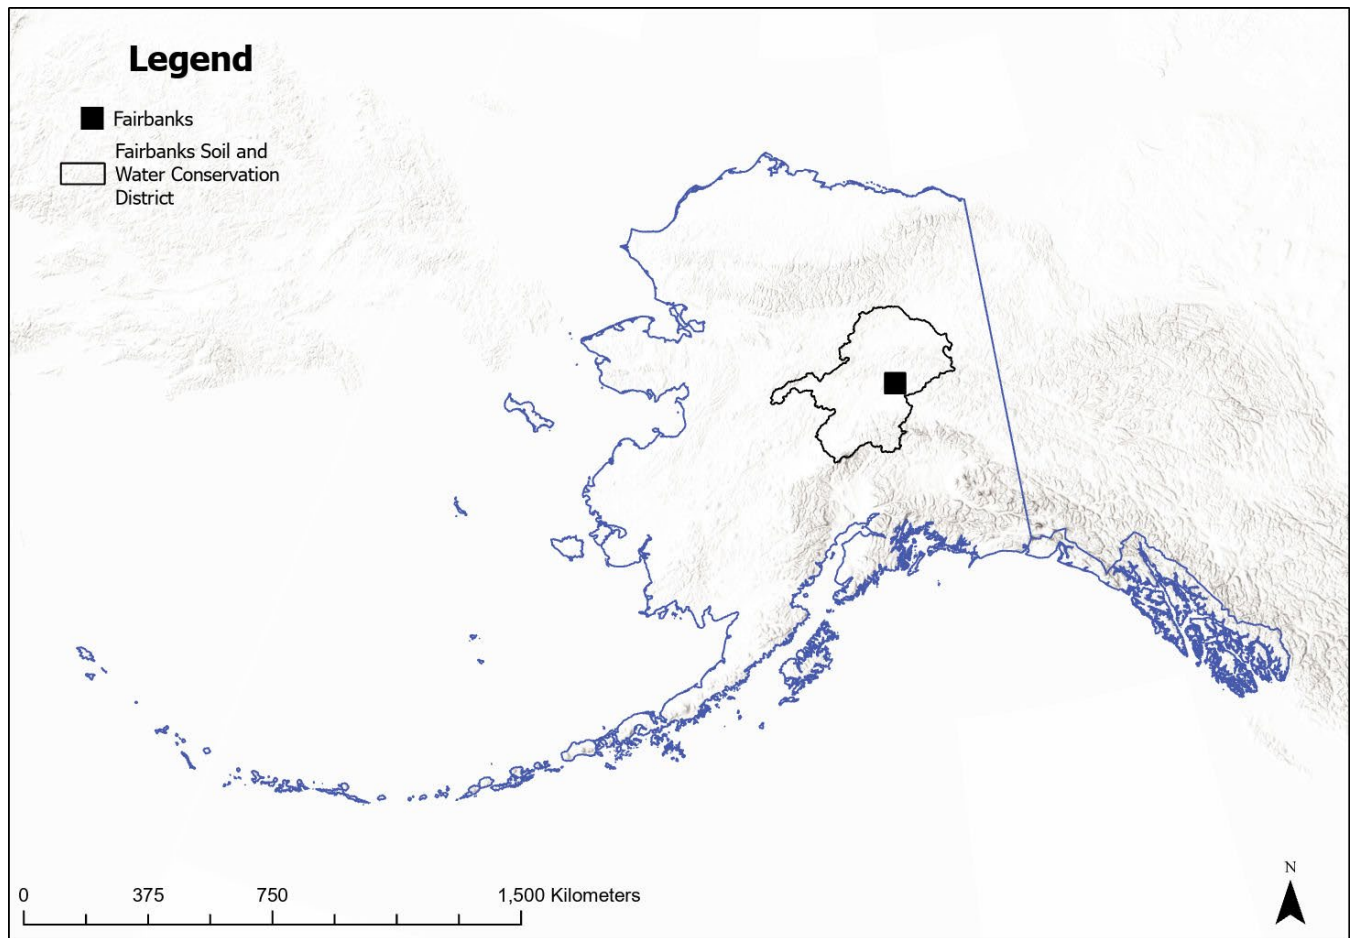 Legend
Fairbanks
Fairbanks Soil and
Water Conservation
District
0 375 750 1,500 Kilometers
N